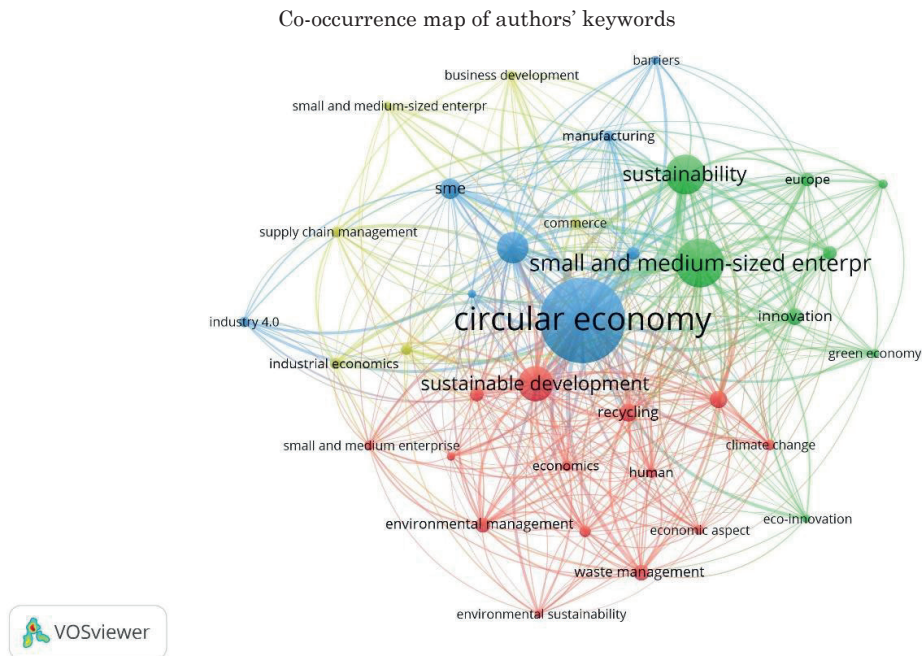 Co-occurrence map of authors’ keywords
barriers
business development
small and medium-sized enterpr
manufacturing
sustainability
europe
sme
commerce
supply chain management
small and medium-sized enterpr
circular economy
industry 4.0
innovation
green economy
industrial economics
sustainable development
recycling
small and medium enterprise
climate change
economics
human
environmental management
economic aspect
eco-innovation
waste management
environmental sustainability
VOSviewer